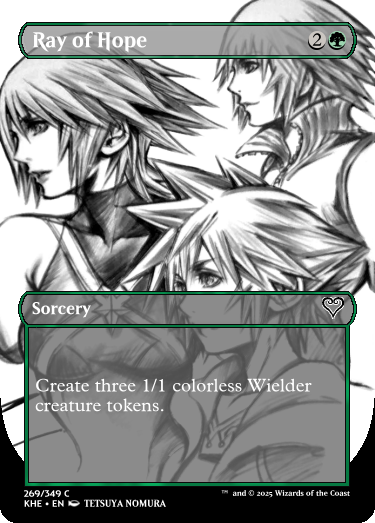 Ray of Hope 2
Sorcery
Create three 1/1 colorless Wielder
creature tokens.
269/349 C
KHE • EN TETSUYA NOMURA
™ and © 2025 Wizards of the Coast